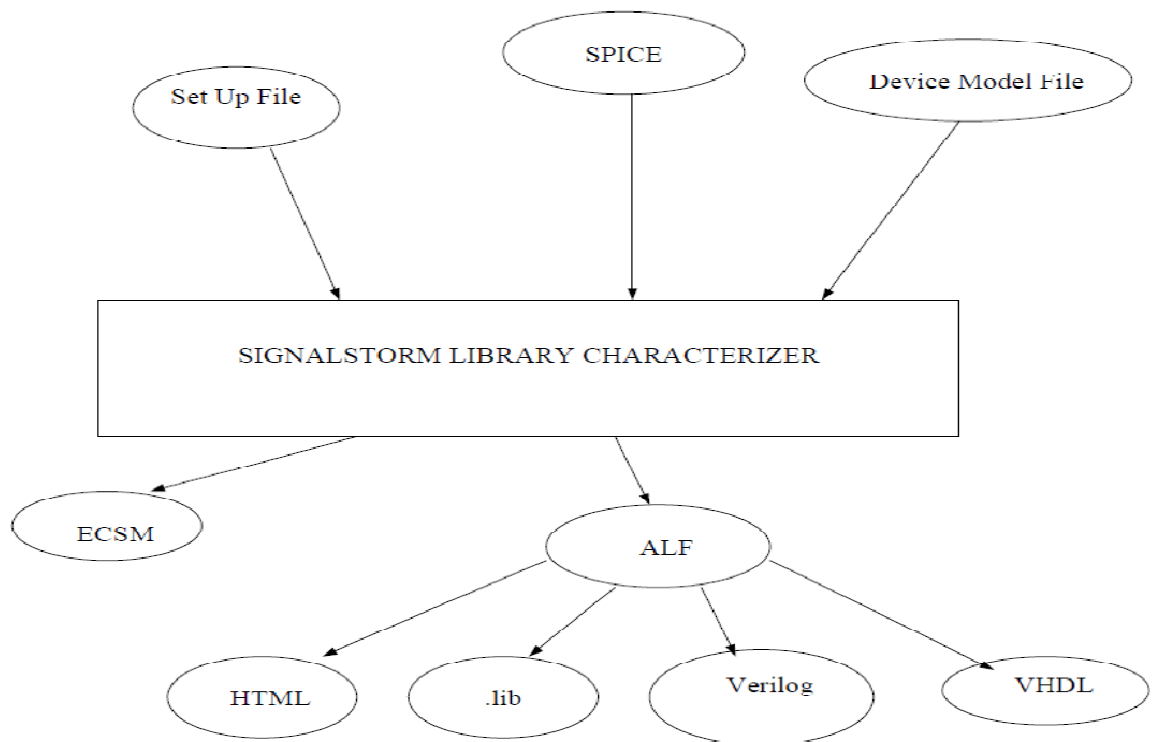 SPICE
Set Up File
Device Model File
SIGNALSTORM LIBRARY CHARACTERIZER
ECSM
ALF
HTML
.lib
Verilog
VHDL